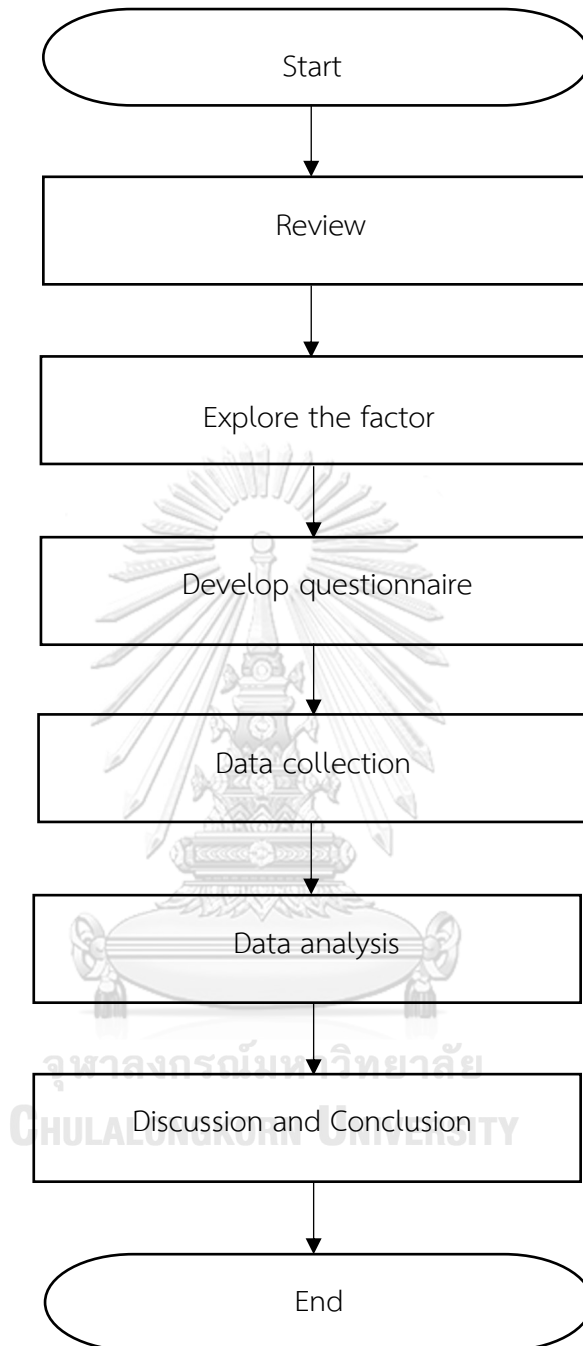 Start
Review
Explore the factor
Develop questionnaire
Data collection
Data analysis
จุฬาลงกรณ์มหาวิทยาลัย
Discussion and Conclusion
CHULALONGKORN UNIVERSITY
End